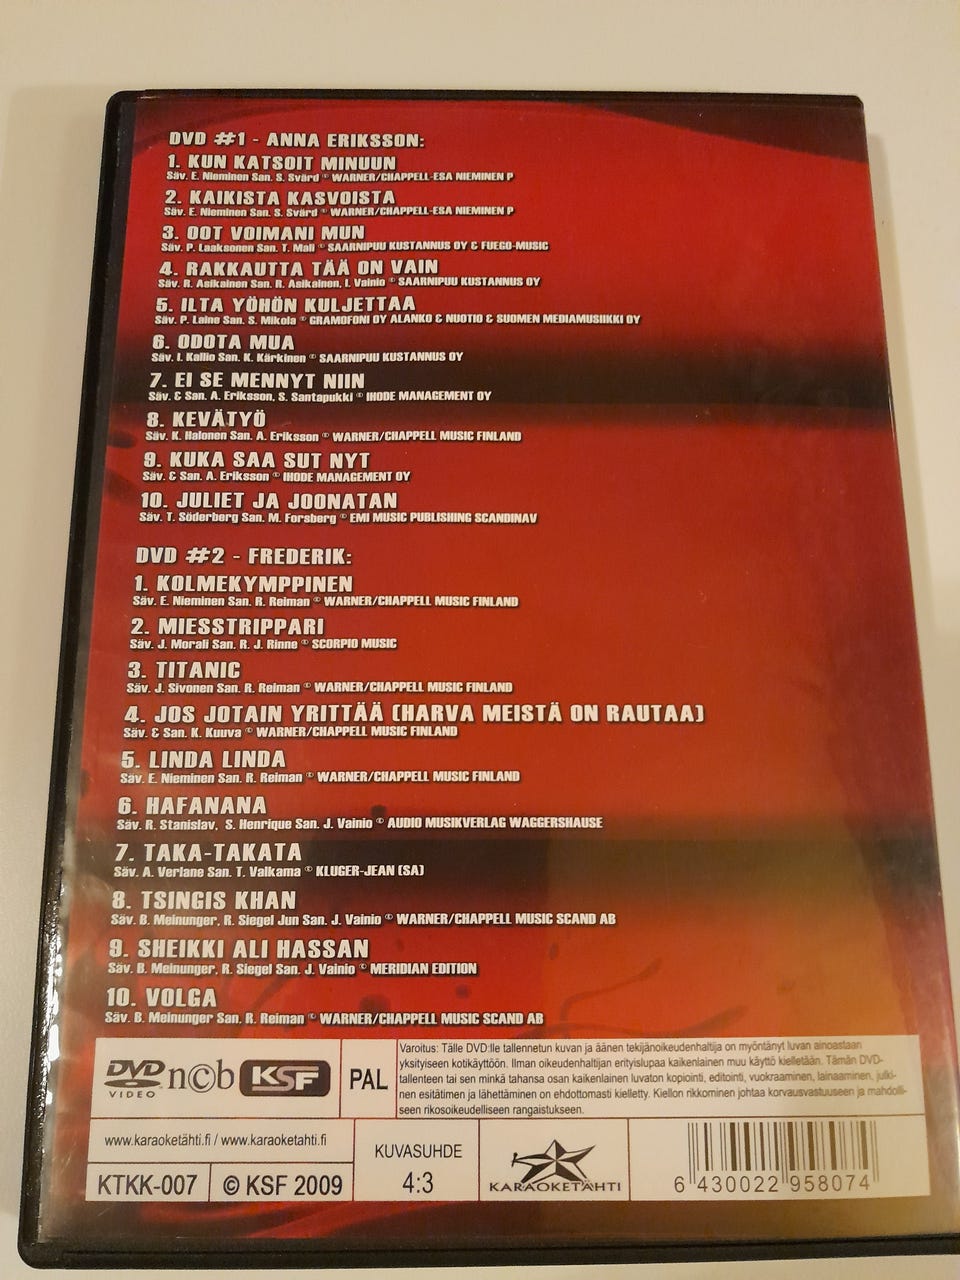 DVD #1 - ANNA ERIKSSON:
1. KUN KATSOIT MINUUN
Säv. E. Nieminen San. S. Svärd © WARNER/CHAPPELL-ESA NIEMINEN P
2. KAIKISTA KASVOISTA
Säv. E. Nieminen San. S. Svärd © WARNER/CHAPPELL-ESA NIEMINEN P
3. OOT VOIMANI MUN
Säv. P. Laaksonen San. T. Mali © SAARNIPUU KUSTANNUS OY & FUEGO-MUSIC
4. RAKKAUTTA TÄÄ ON VAIN
Säv. R. Asikainen San. R. Asikainen, I. Vainio © SAARNIPUU KUSTANNUS OY
5. ILTA YÖHÖN KULJETTAA
Säv. P. Laine San. S. Mikola © GRAMOFONI OY ALANKO & NUOTIO & SUOMEN MEDIAMUSIIKKI OY
6. ODOTA MUA
Säv. I. Kallio San. K. Kärkinen © SAARNIPUU KUSTANNUS OY
7. EI SE MENNYT NIIN
Säv. & San. A. Eriksson, S. Santapukki © IHODE MANAGEMENT OY
8. KEVÄTYÖ
Säv. K. Halonen San. A. Eriksson © WARNER/CHAPPELL MUSIC FINLAND
9. KUKA SAA SUT NYT
Säv. & San. A. Eriksson © IHODE MANAGEMENT OY
10. JULIET JA JOONATAN
Säv. T. Söderberg San. M. Forsberg © EMI MUSIC PUBLISHING SCANDINAV
DVD #2 - FREDERIK:
1. KOLMEKYMPPINEN
Säv. E. Nieminen San. R. Reiman © WARNER/CHAPPELL MUSIC FINLAND
2. MIESSTRIPPARI
Säv. J. Morali San. R. J. Rinne © SCORPIO MUSIC
3. TITANIC
Säv. J. Sivonen San. R. Reiman © WARNER/CHAPPELL MUSIC FINLAND
4. JOS JOTAIN YRITTÄÄ (HARVA MEISTÄ ON RAUTAA)
Säv. & San. K. Kuuva © WARNER/CHAPPELL MUSIC FINLAND
5. LINDA LINDA
Säv. E. Nieminen San. R. Reiman © WARNER/CHAPPELL MUSIC FINLAND
6. HAFANANA
Säv. R. Stanislav, S. Henrique San. J. Vainio © AUDIO MUSIKVERLAG WAGGERSHAUSE
7. TAKA-TAKATA
Säv. A. Verlane San. T. Valkama © KLUGER-JEAN (SA)
8. TSINGIS KHAN
Säv. B. Meinunger, R. Siegel Jun San. J. Vainio © WARNER/CHAPPELL MUSIC SCAND AB
9. SHEIKKI ALI HASSAN
Säv. B. Meinunger, R. Siegel San. J. Vainio © MERIDIAN EDITION
10. VOLGA
Säv. B. Meinunger San. R. Reiman © WARNER/CHAPPELL MUSIC SCAND AB
DVD VIDEO n©b KSF PAL
Varoitus: Tälle DVD:lle tallennetun kuvan ja äänen tekijänoikeudenhaltija on myöntänyt luvan ainoastaan
yksityiseen kotikäyttöön. Ilman oikeudenhaltijan erityislupaa kaikenlainen muu käyttö kielletään. Tämän DVD-
tallenteen tai sen minkä tahansa osan kaikenlainen luvaton kopiointi, editointi, vuokraaminen, lainaaminen, julki-
nen esitätimen ja lähettäminen on ehdottomasti kielletty. Kiellon rikkominen johtaa korvausvastuuseen ja mahdolli-
seen rikosoikeudelliseen rangaistukseen.
www.karaoketähti.fi / www.karaoketahti.fi
KTKK-007 © KSF 2009
KUVASUHDE
4:3
KARAOKETÄHTI
6 430022 958074